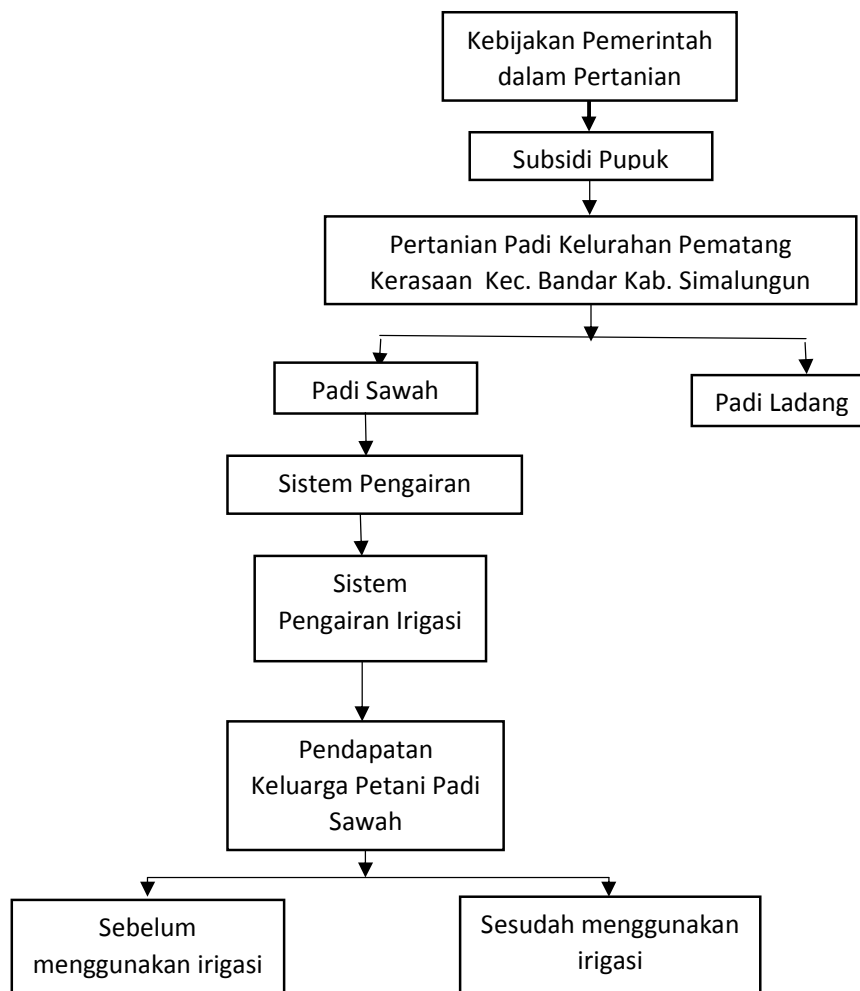 Kebijakan Pemerintah
dalam Pertanian
Subsidi Pupuk
Pertanian Padi Kelurahan Pematang
Kerasaan Kec. Bandar Kab. Simalungun
Padi Sawah
Padi Ladang
Sistem Pengairan
Sistem
Pengairan Irigasi
Pendapatan
Keluarga Petani Padi
Sawah
Sebelum
menggunakan irigasi
Sesudah menggunakan
irigasi